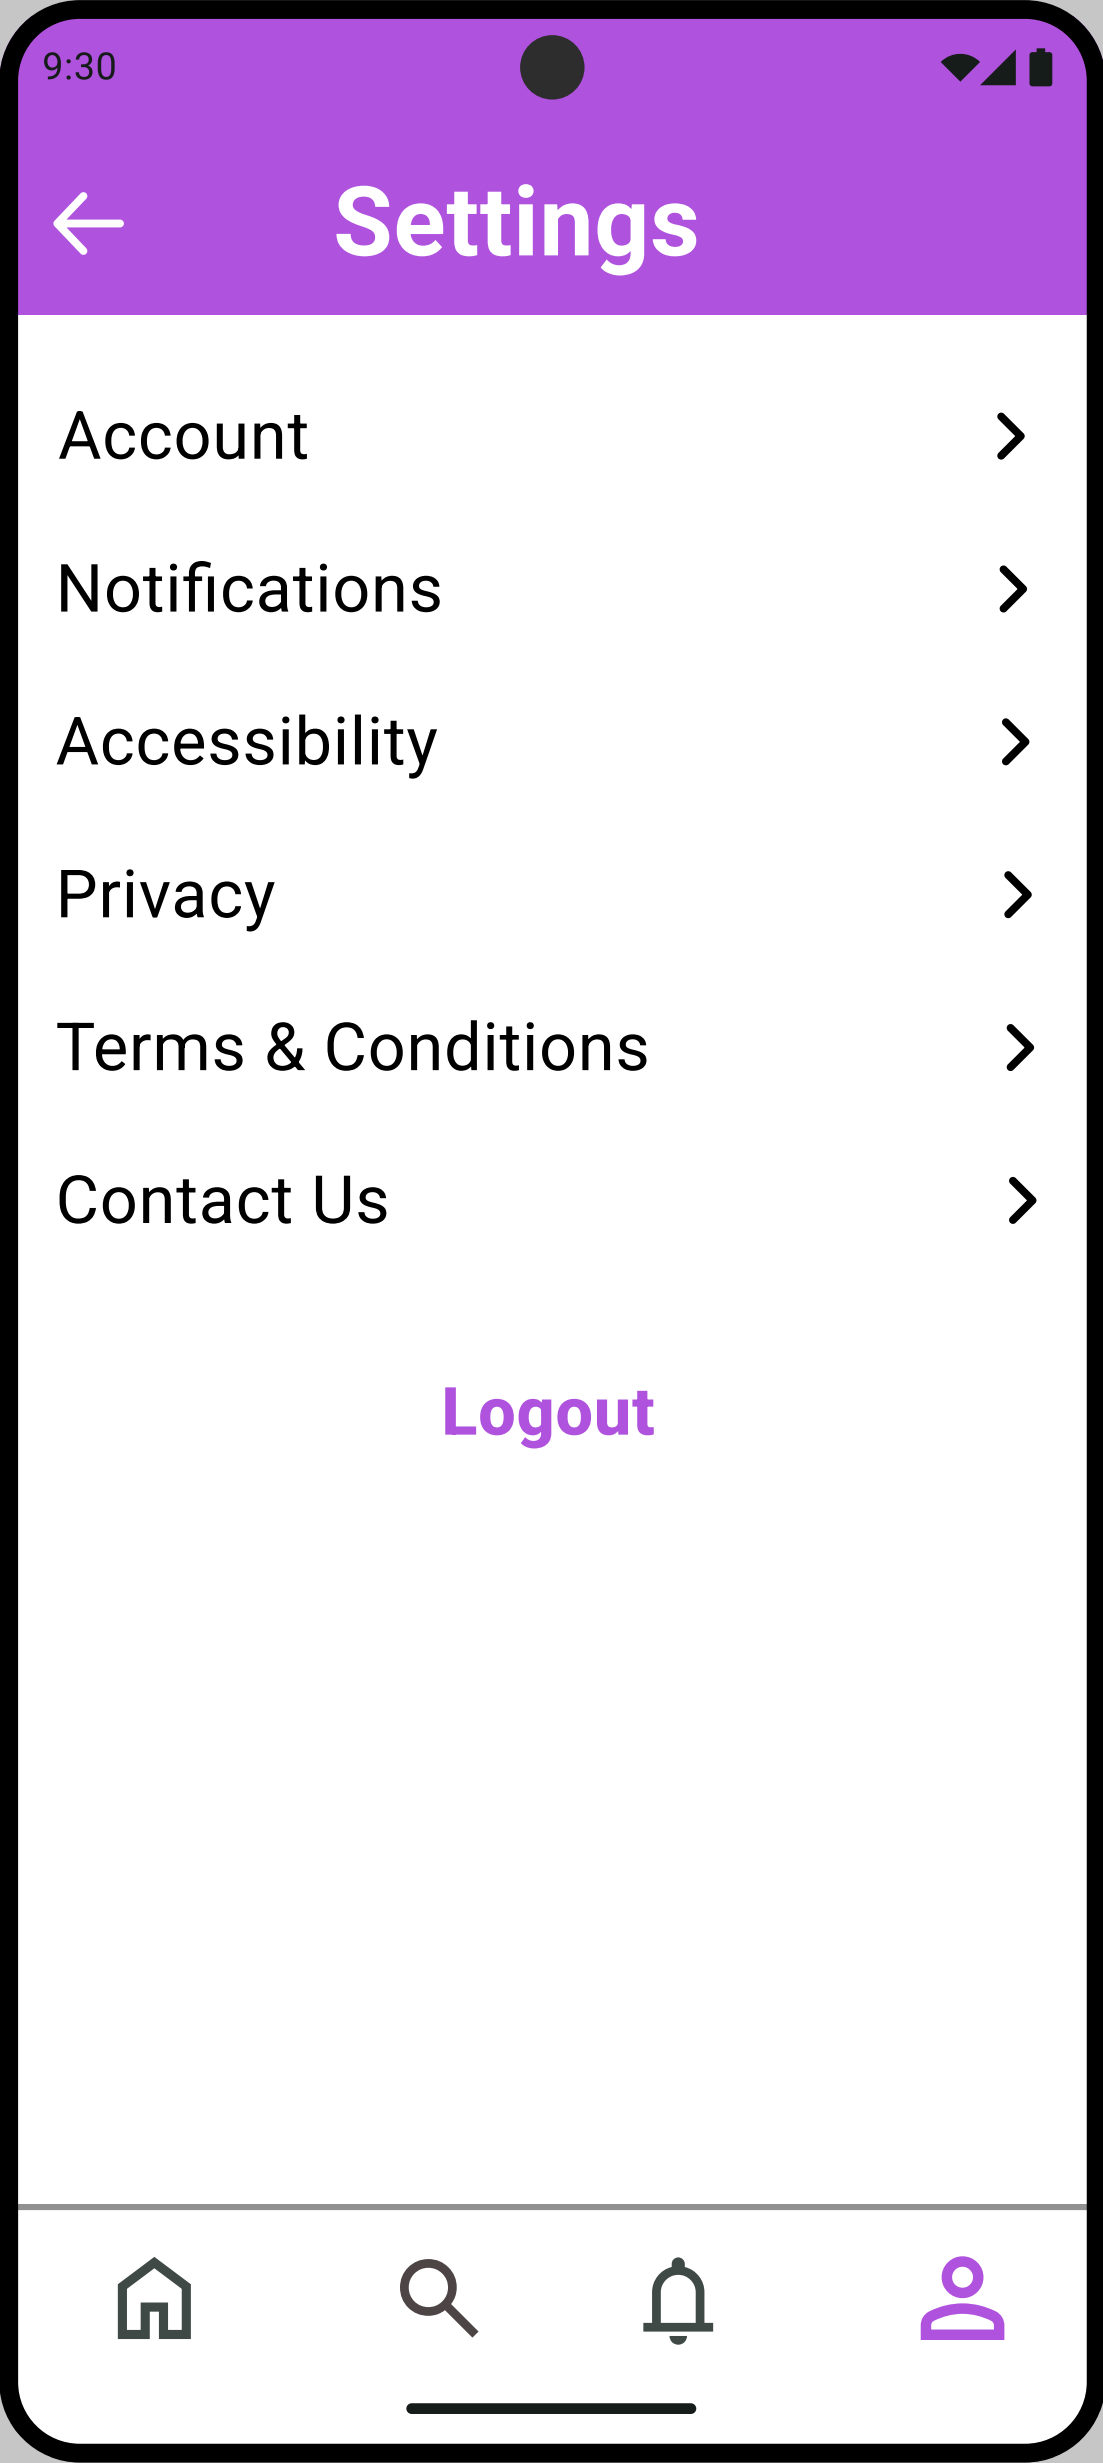 9:30
Settings
Account
Notifications
Accessibility
Privacy
Terms & Conditions
Contact Us
Logout